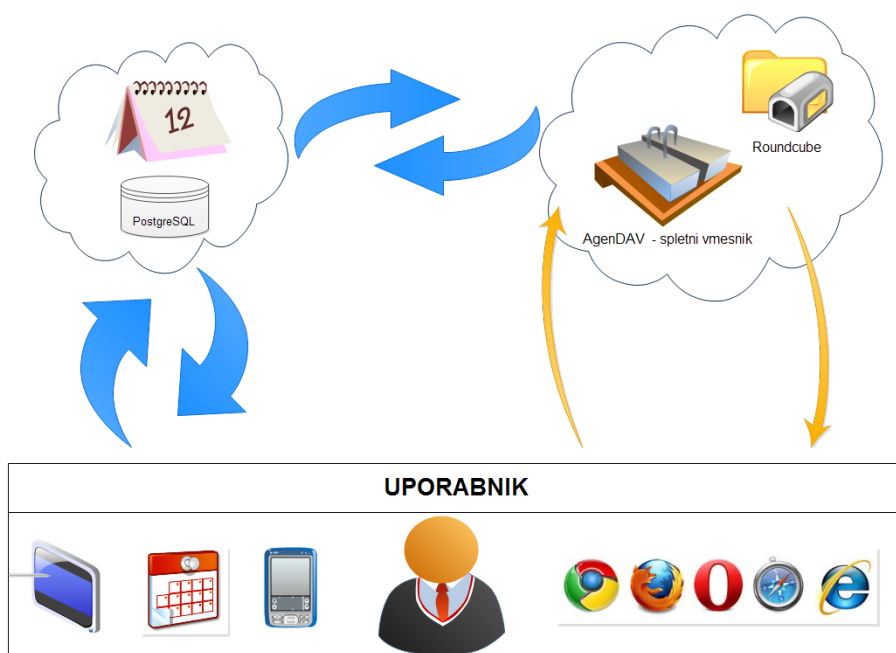 12
PostgreSQL
Roundcube
AgenDAV - spletni vmesnik
UPORABNIK